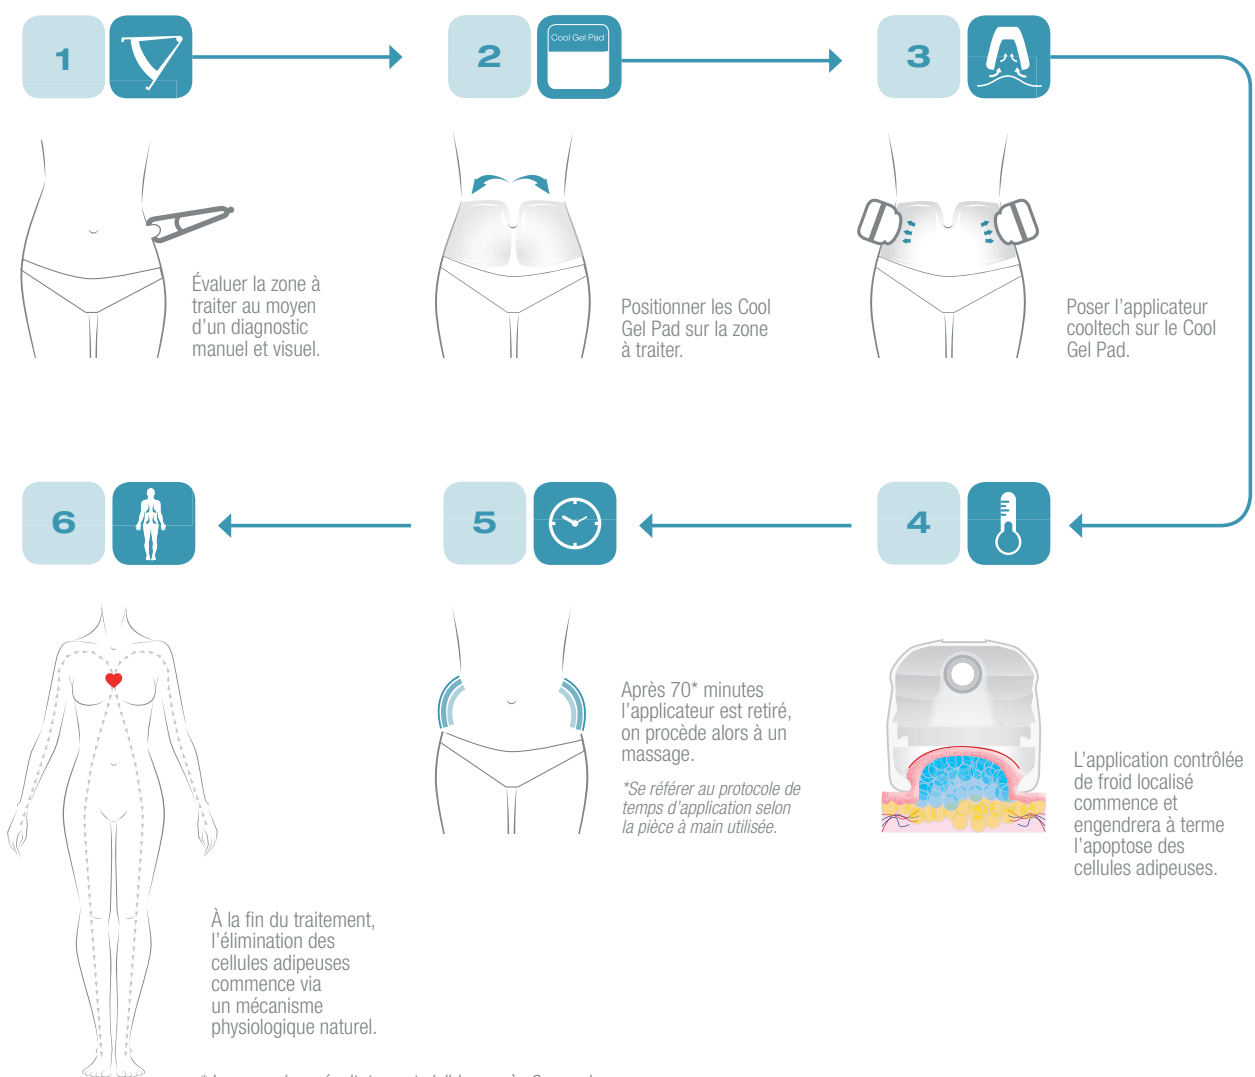 1
2
Cool Gel Pad
3
Évaluer la zone à
traiter au moyen
d'un diagnostic
manuel et visuel.
Positionner les Cool
Gel Pad sur la zone
à traiter.
Poser l'applicateur
cooltech sur le Cool
Gel Pad.
4
L'application contrôlée
de froid localisé
commence et
engendrera à terme
l'apoptose des
cellules adipeuses.
5
Après 70* minutes
l'applicateur est retiré,
on procède alors à un
massage.
*Se référer au protocole de
temps d'application selon
la pièce à main utilisée.
6
À la fin du traitement,
l'élimination des
cellules adipeuses
commence via
un mécanisme
physiologique naturel.